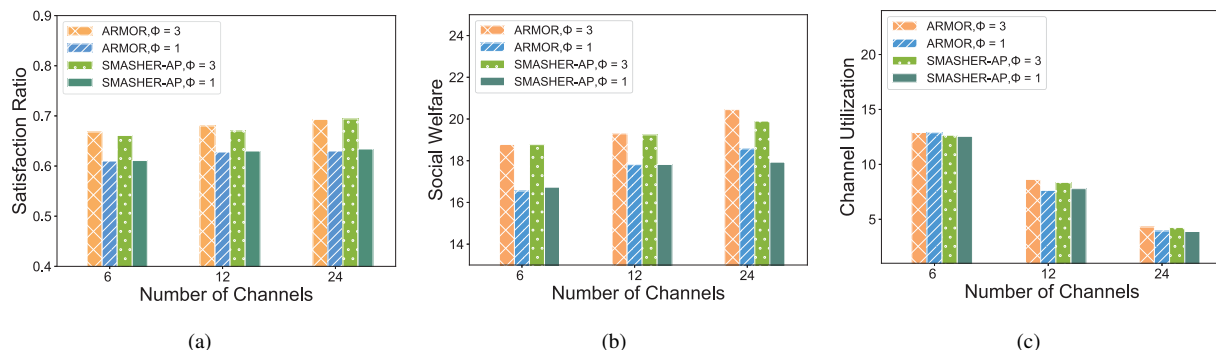 0.9
0.8
0.7
0.6
0.5
0.4
Satisfaction Ratio
ARMOR,Φ = 3
ARMOR,Φ = 1
SMASHER-AP,Φ = 3
SMASHER-AP,Φ = 1
6 12 24
Number of Channels
(a)
24
22
20
18
16
14
Social Welfare
ARMOR,Φ = 3
ARMOR,Φ = 1
SMASHER-AP,Φ = 3
SMASHER-AP,Φ = 1
6 12 24
Number of Channels
(b)
20
15
10
5
Channel Utilization
ARMOR,Φ = 3
ARMOR,Φ = 1
SMASHER-AP,Φ = 3
SMASHER-AP,Φ = 1
6 12 24
Number of Channels
(c)